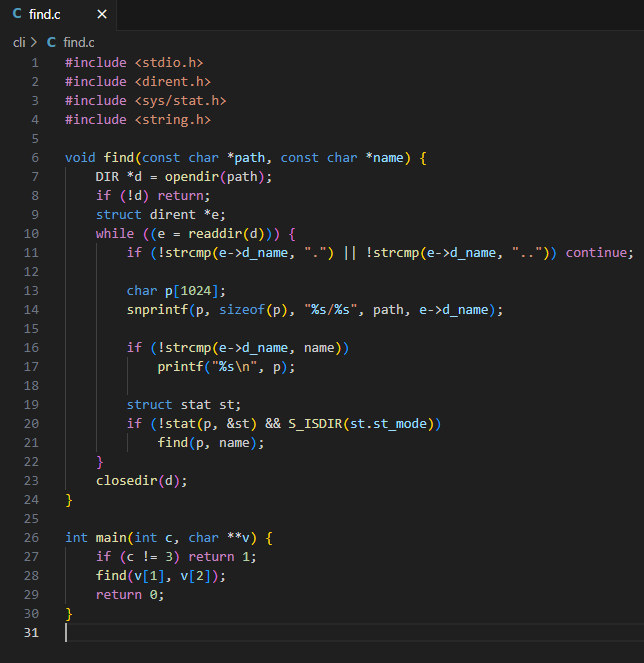 C find.c ×
cli > C find.c
1 #include <stdio.h>
2 #include <dirent.h>
3 #include <sys/stat.h>
4 #include <string.h>
5
6 void find(const char *path, const char *name) {
7     DIR *d = opendir(path);
8     if (!d) return;
9     struct dirent *e;
10     while ((e = readdir(d))) {
11         if (!strcmp(e->d_name, ".") || !strcmp(e->d_name, "..")) continue;
12
13         char p[1024];
14         snprintf(p, sizeof(p), "%s/%s", path, e->d_name);
15
16         if (!strcmp(e->d_name, name))
17             printf("%s\n", p);
18
19         struct stat st;
20         if (!stat(p, &st) && S_ISDIR(st.st_mode))
21             find(p, name);
22     }
23     closedir(d);
24 }
25
26 int main(int c, char **v) {
27     if (c != 3) return 1;
28     find(v[1], v[2]);
29     return 0;
30 }
31